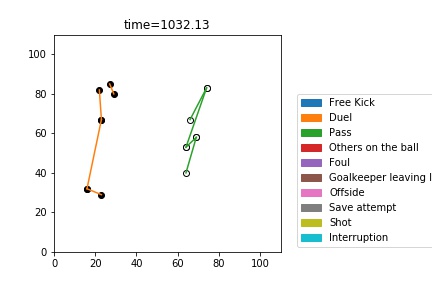 time=1032.13
100
80
60
40
20
0
0 20 40 60 80 100
Free Kick
Duel
Pass
Others on the ball
Foul
Goalkeeper leaving l
Offside
Save attempt
Shot
Interruption